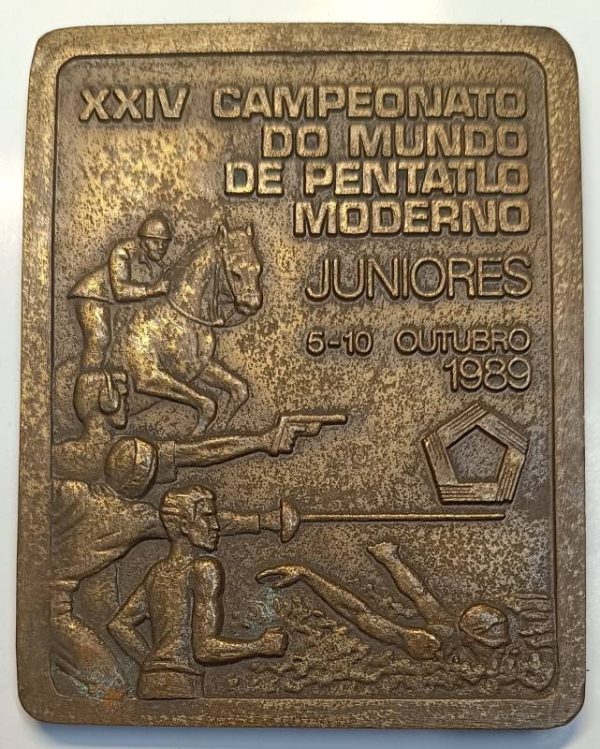 XXIV CAMPEONATO
DO MUNDO
DE PENTATLO
MODERNO
JUNIORES
5-10 OUTUBRO
1989